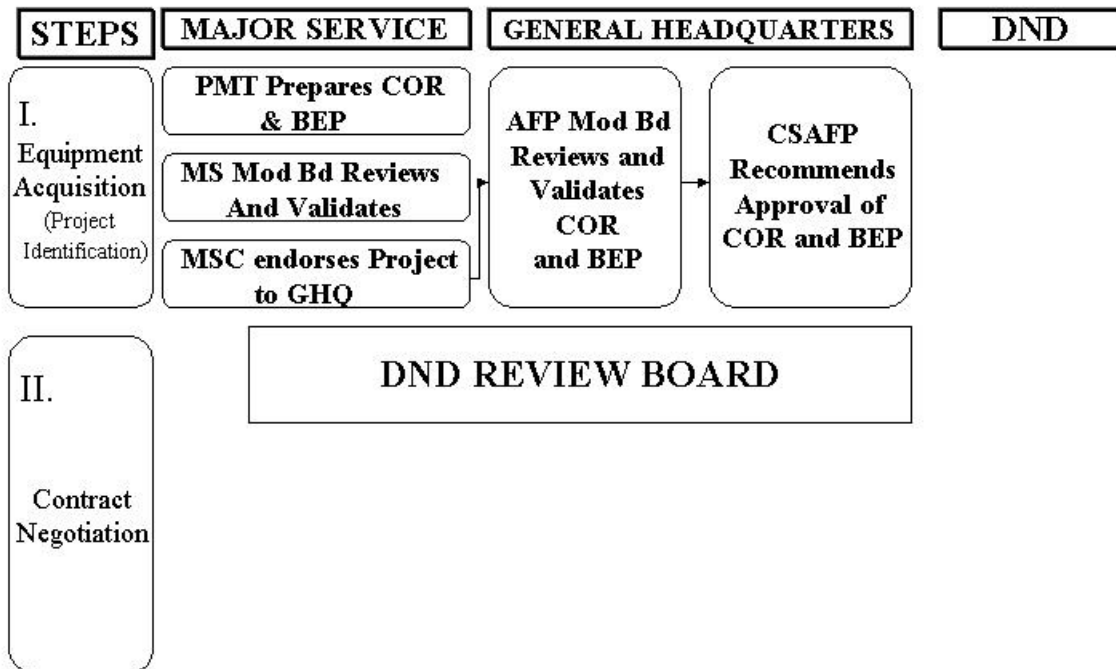 STEPS
MAJOR SERVICE
GENERAL HEADQUARTERS
DND
I.
Equipment
Acquisition
(Project
Identification)
PMT Prepares COR
& BEP
MS Mod Bd Reviews
And Validates
MSC endorses Project
to GHQ
AFP Mod Bd
Reviews and
Validates
COR
and BEP
CSAFP
Recommends
Approval of
COR and BEP
II.
Contract
Negotiation
DND REVIEW BOARD